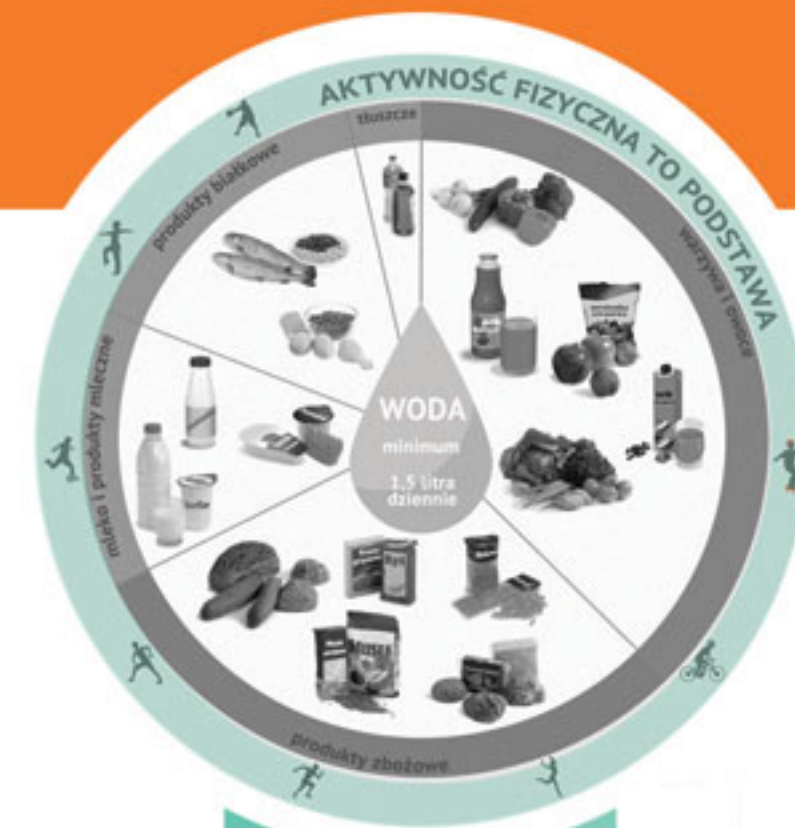 AKTYWNOŚĆ FIZYCZNA TO PODSTAWA
tłuszcze
produkty białkowe
warzywa i owoce
mleko i produkty mleczne
WODA
minimum
1,5 litra
dziennie
produkty zbożowe